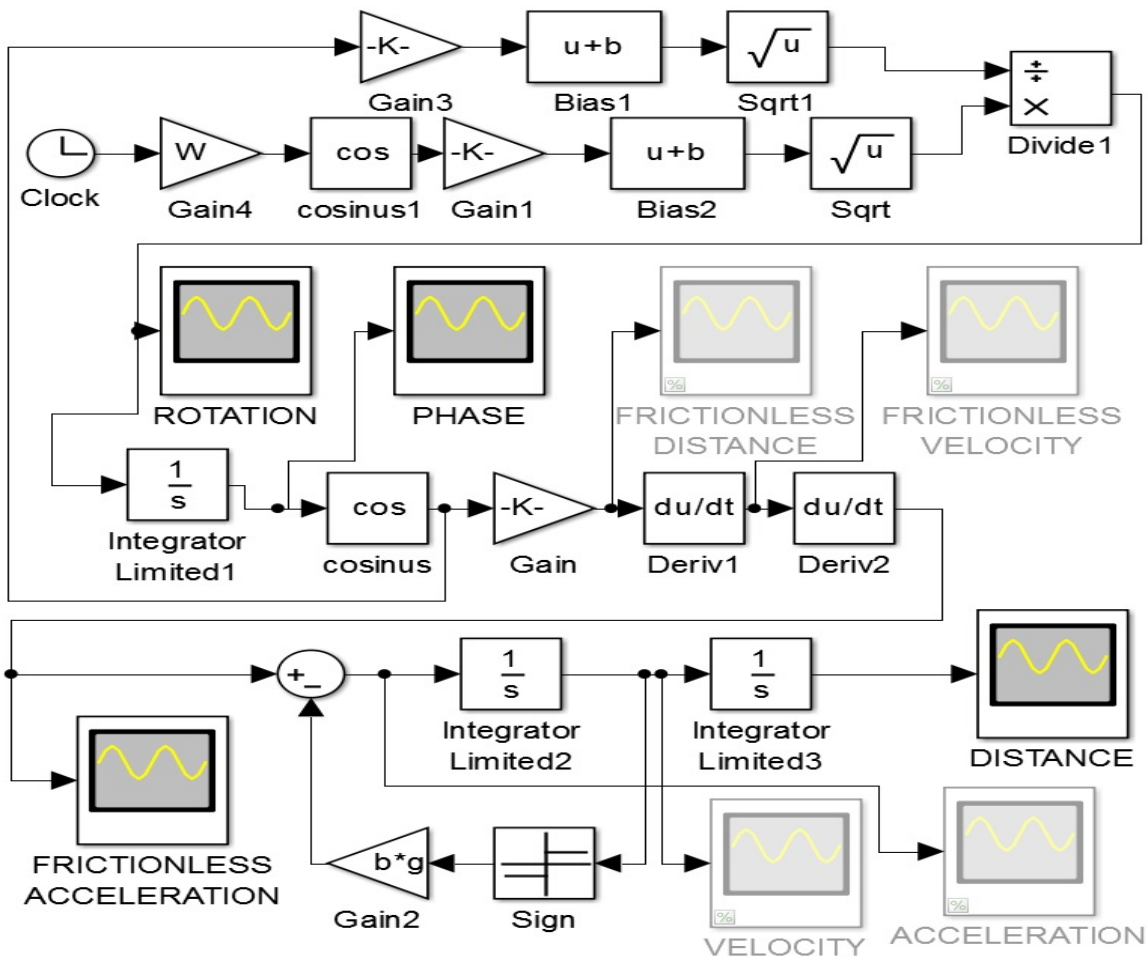 -K-
u+b
√u
÷
×
Gain3
Bias1
Sqrt1
Divide1
W
cos
-K-
u+b
√u
Clock
Gain4
cosinus1
Gain1
Bias2
Sqrt
ROTATION
PHASE
%
FRICTIONLESS
DISTANCE
%
FRICTIONLESS
VELOCITY
1
s
Integrator
Limited1
cos
cosinus
-K-
Gain
du/dt
Deriv1
du/dt
Deriv2
+
−
1
s
Integrator
Limited2
1
s
Integrator
Limited3
DISTANCE
FRICTIONLESS
ACCELERATION
b*g
Gain2
Sign
%
VELOCITY
%
ACCELERATION